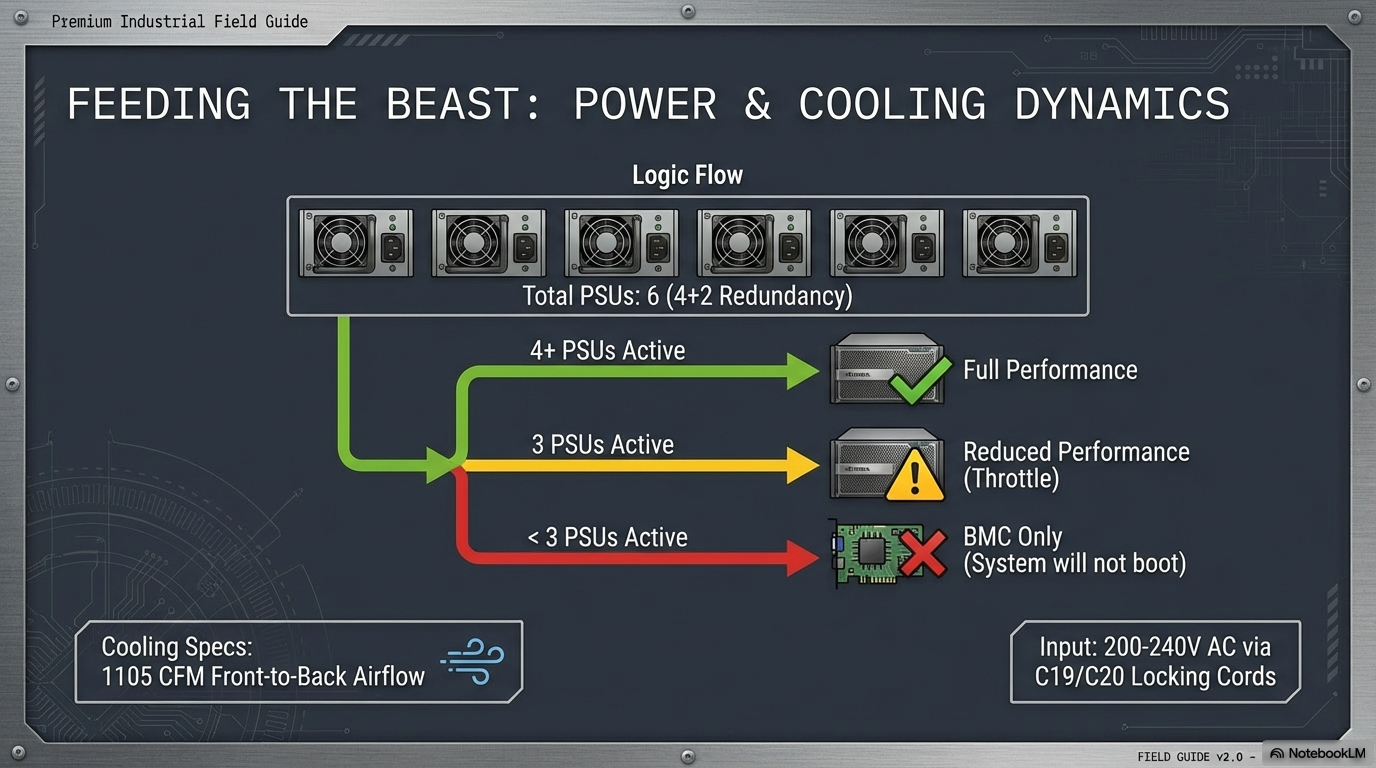 Premium Industrial Field Guide
FEEDING THE BEAST: POWER & COOLING DYNAMICS
Logic Flow
Total PSUs: 6 (4+2 Redundancy)
4+ PSUs Active
Full Performance
3 PSUs Active
Reduced Performance
(Throttle)
< 3 PSUs Active
BMC Only
(System will not boot)
Cooling Specs:
1105 CFM Front-to-Back Airflow
Input: 200-240V AC via
C19/C20 Locking Cords
FIELD GUIDE v2.0 -
NotebookLM